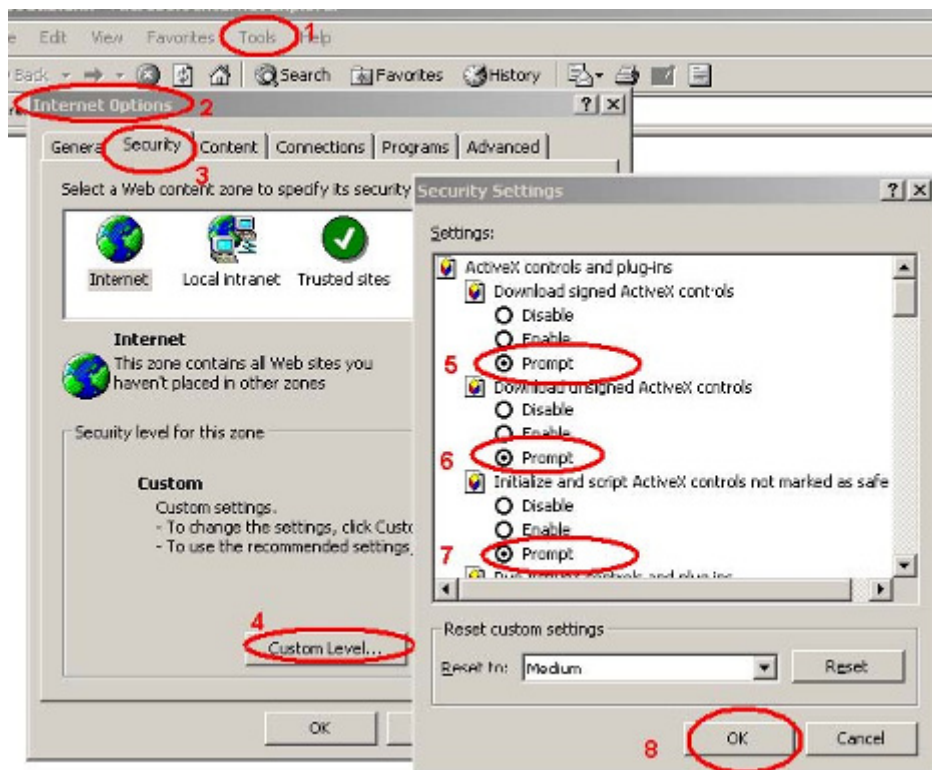 Edit View Favorites Tools 1 Help
Back Search Favorites History
Internet Options 2
General Security Content Connections Programs Advanced
3
Select a Web content zone to specify its security
Internet Local intranet Trusted sites
Internet
This zone contains all Web sites you
haven't placed in other zones
Security level for this zone
Custom
Custom settings.
- To change the settings, click Custo
- To use the recommended settings,
4
Custom Level...
OK
Security Settings
Settings:
ActiveX controls and plug-ins
Download signed ActiveX controls
Disable
Enable
5 Prompt
Download unsigned ActiveX controls
Disable
Enable
6 Prompt
Initialize and script ActiveX controls not marked as safe
Disable
Enable
7 Prompt
Run ActiveX controls and plug-ins
Reset custom settings
Reset to: Medium Reset
8 OK Cancel